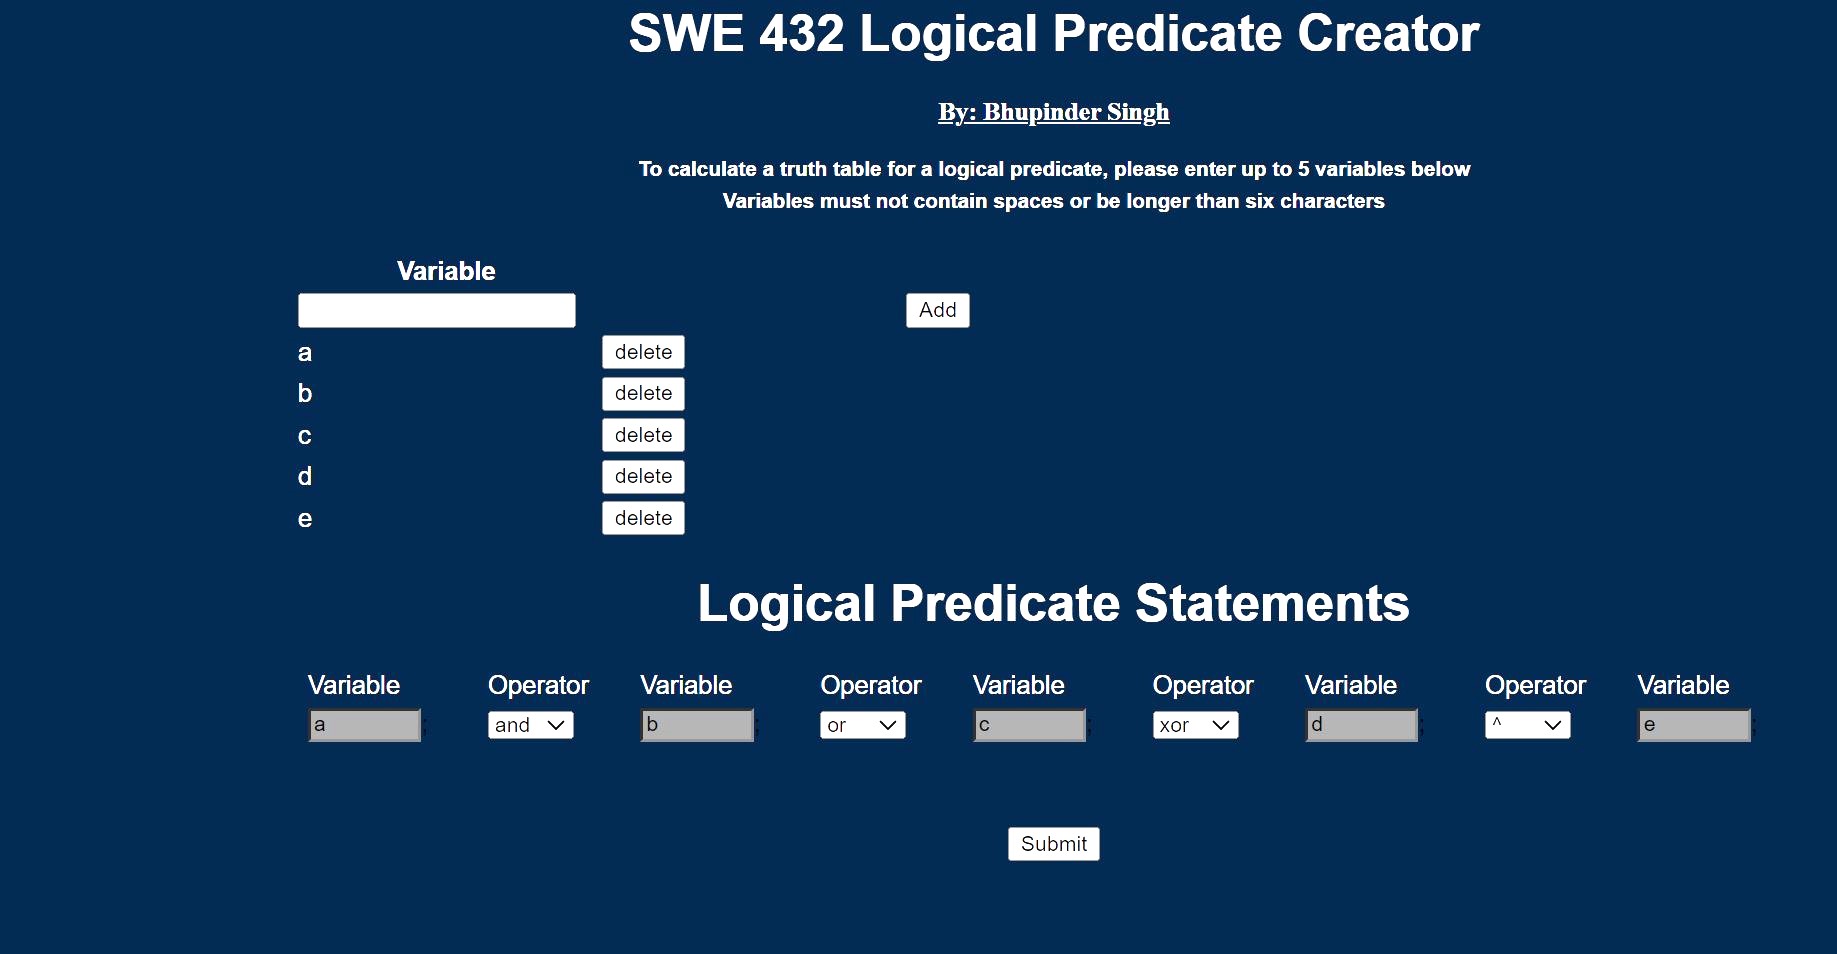 SWE 432 Logical Predicate Creator
By: Bhupinder Singh
To calculate a truth table for a logical predicate, please enter up to 5 variables below
Variables must not contain spaces or be longer than six characters
Variable
Add
a delete
b delete
c delete
d delete
e delete
Logical Predicate Statements
Variable Operator Variable Operator Variable Operator Variable Operator Variable
a ; and b ; or c ; xor d ; ^ e ;
Submit